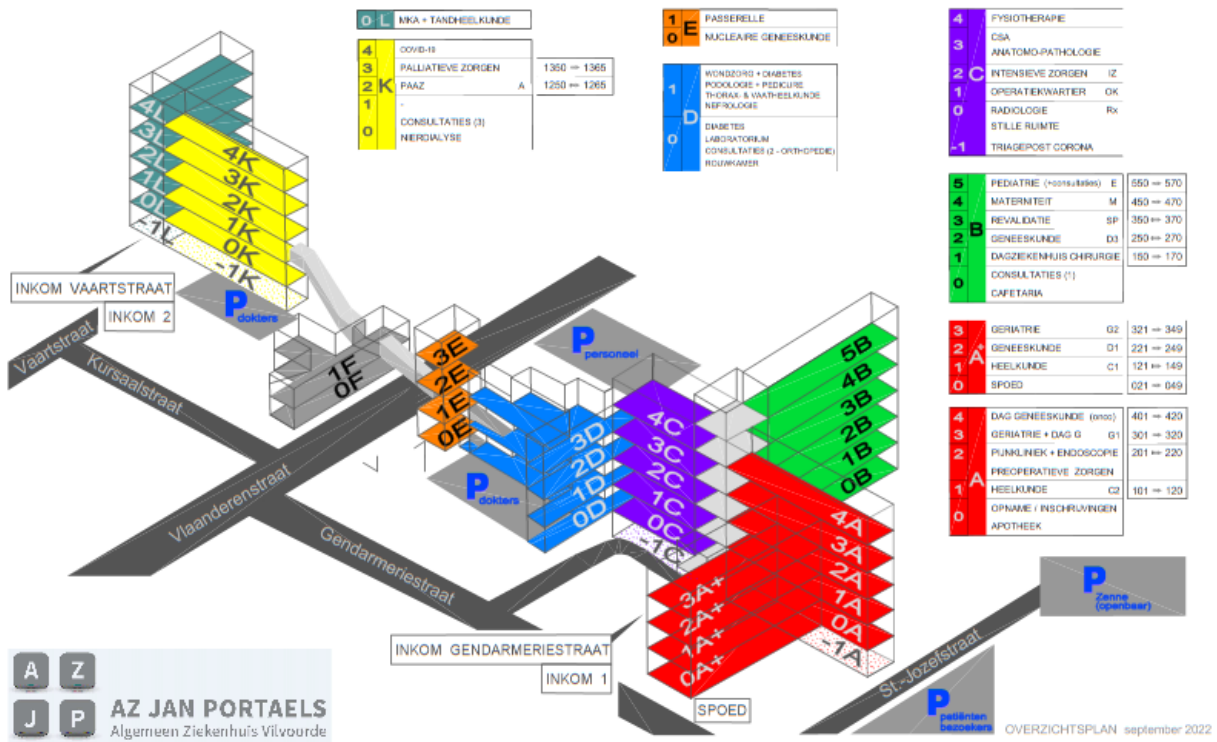 0 L MKA + TANDHEELKUNDE
K
4 COVID-19
3 PALLIATIEVE ZORGEN 1350 ⇔ 1365
2 PAAZ A 1250 ⇔ 1265
1 -
0 CONSULTATIES (3)
NIERDIALYSE
E
1 PASSERELLE
0 NUCLEAIRE GENEESKUNDE
D
1 WONDZORG + DIABETES
PODOLOGIE + PEDICURE
THORAX- & VAATHEELKUNDE
NEFROLOGIE
0 DIABETES
LABORATORIUM
CONSULTATIES (2 - ORTHOPEDIE)
ROUWKAMER
C
4 FYSIOTHERAPIE
3 CSA
ANATOMO-PATHOLOGIE
2 INTENSIEVE ZORGEN IZ
1 OPERATIEKWARTIER OK
0 RADIOLOGIE Rx
STILLE RUIMTE
-1 TRIAGEPOST CORONA
B
5 PEDIATRIE (+consultaties) E 550 ⇔ 570
4 MATERNITEIT M 450 ⇔ 470
3 REVALIDATIE SP 350 ⇔ 370
2 GENEESKUNDE D3 250 ⇔ 270
1 DAGZIEKENHUIS CHIRURGIE 150 ⇔ 170
0 CONSULTATIES (1)
CAFETARIA
A+
3 GERIATRIE G2 321 ⇔ 349
2 GENEESKUNDE D1 221 ⇔ 249
1 HEELKUNDE C1 121 ⇔ 149
0 SPOED 021 ⇔ 049
A
4 DAG GENEESKUNDE (onco) 401 ⇔ 420
3 GERIATRIE + DAG G G1 301 ⇔ 320
2 PIJNKLINIEK + ENDOSCOPIE 201 ⇔ 220
PREOPERATIEVE ZORGEN
1 HEELKUNDE C2 101 ⇔ 120
0 OPNAME / INSCHRIJVINGEN
APOTHEEK
4L
3L
2L
1L
0L
-1L
4K
3K
2K
1K
0K
-1K
INKOM VAARTSTRAAT
INKOM 2
P
dokters
Vaartstraat
Kursaalstraat
1F
0F
3E
2E
1E
0E
P
personeel
3D
2D
1D
0D
P
dokters
4C
3C
2C
1C
0C
-1C
5B
4B
3B
2B
1B
0B
4A
3A
2A
1A
0A
-1A
3A+
2A+
1A+
0A+
Vlaanderenstraat
Gendarmeriestraat
INKOM GENDARMERIESTRAAT
INKOM 1
SPOED
St.-Jozefstraat
P
Zenne
(openbaar)
P
patiënten
bezoekers
A Z
J P
AZ JAN PORTAELS
Algemeen Ziekenhuis Vilvoorde
OVERZICHTSPLAN september 2022